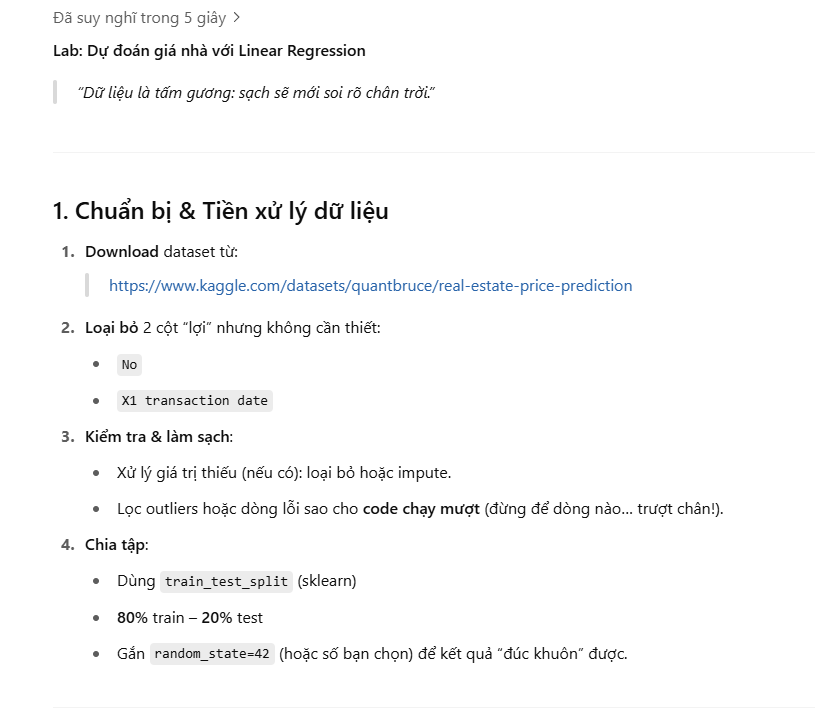 Đã suy nghĩ trong 5 giây >
Lab: Dự đoán giá nhà với Linear Regression
“Dữ liệu là tấm gương: sạch sẽ mới soi rõ chân trời.”
1. Chuẩn bị & Tiền xử lý dữ liệu
1. Download dataset từ:
https://www.kaggle.com/datasets/quantbruce/real-estate-price-prediction
2. Loại bỏ 2 cột “lợi” nhưng không cần thiết:
• No
• X1 transaction date
3. Kiểm tra & làm sạch:
• Xử lý giá trị thiếu (nếu có): loại bỏ hoặc impute.
• Lọc outliers hoặc dòng lỗi sao cho code chạy mượt (đừng để dòng nào… trượt chân!).
4. Chia tập:
• Dùng train_test_split (sklearn)
• 80% train – 20% test
• Gắn random_state=42 (hoặc số bạn chọn) để kết quả “đúc khuôn” được.